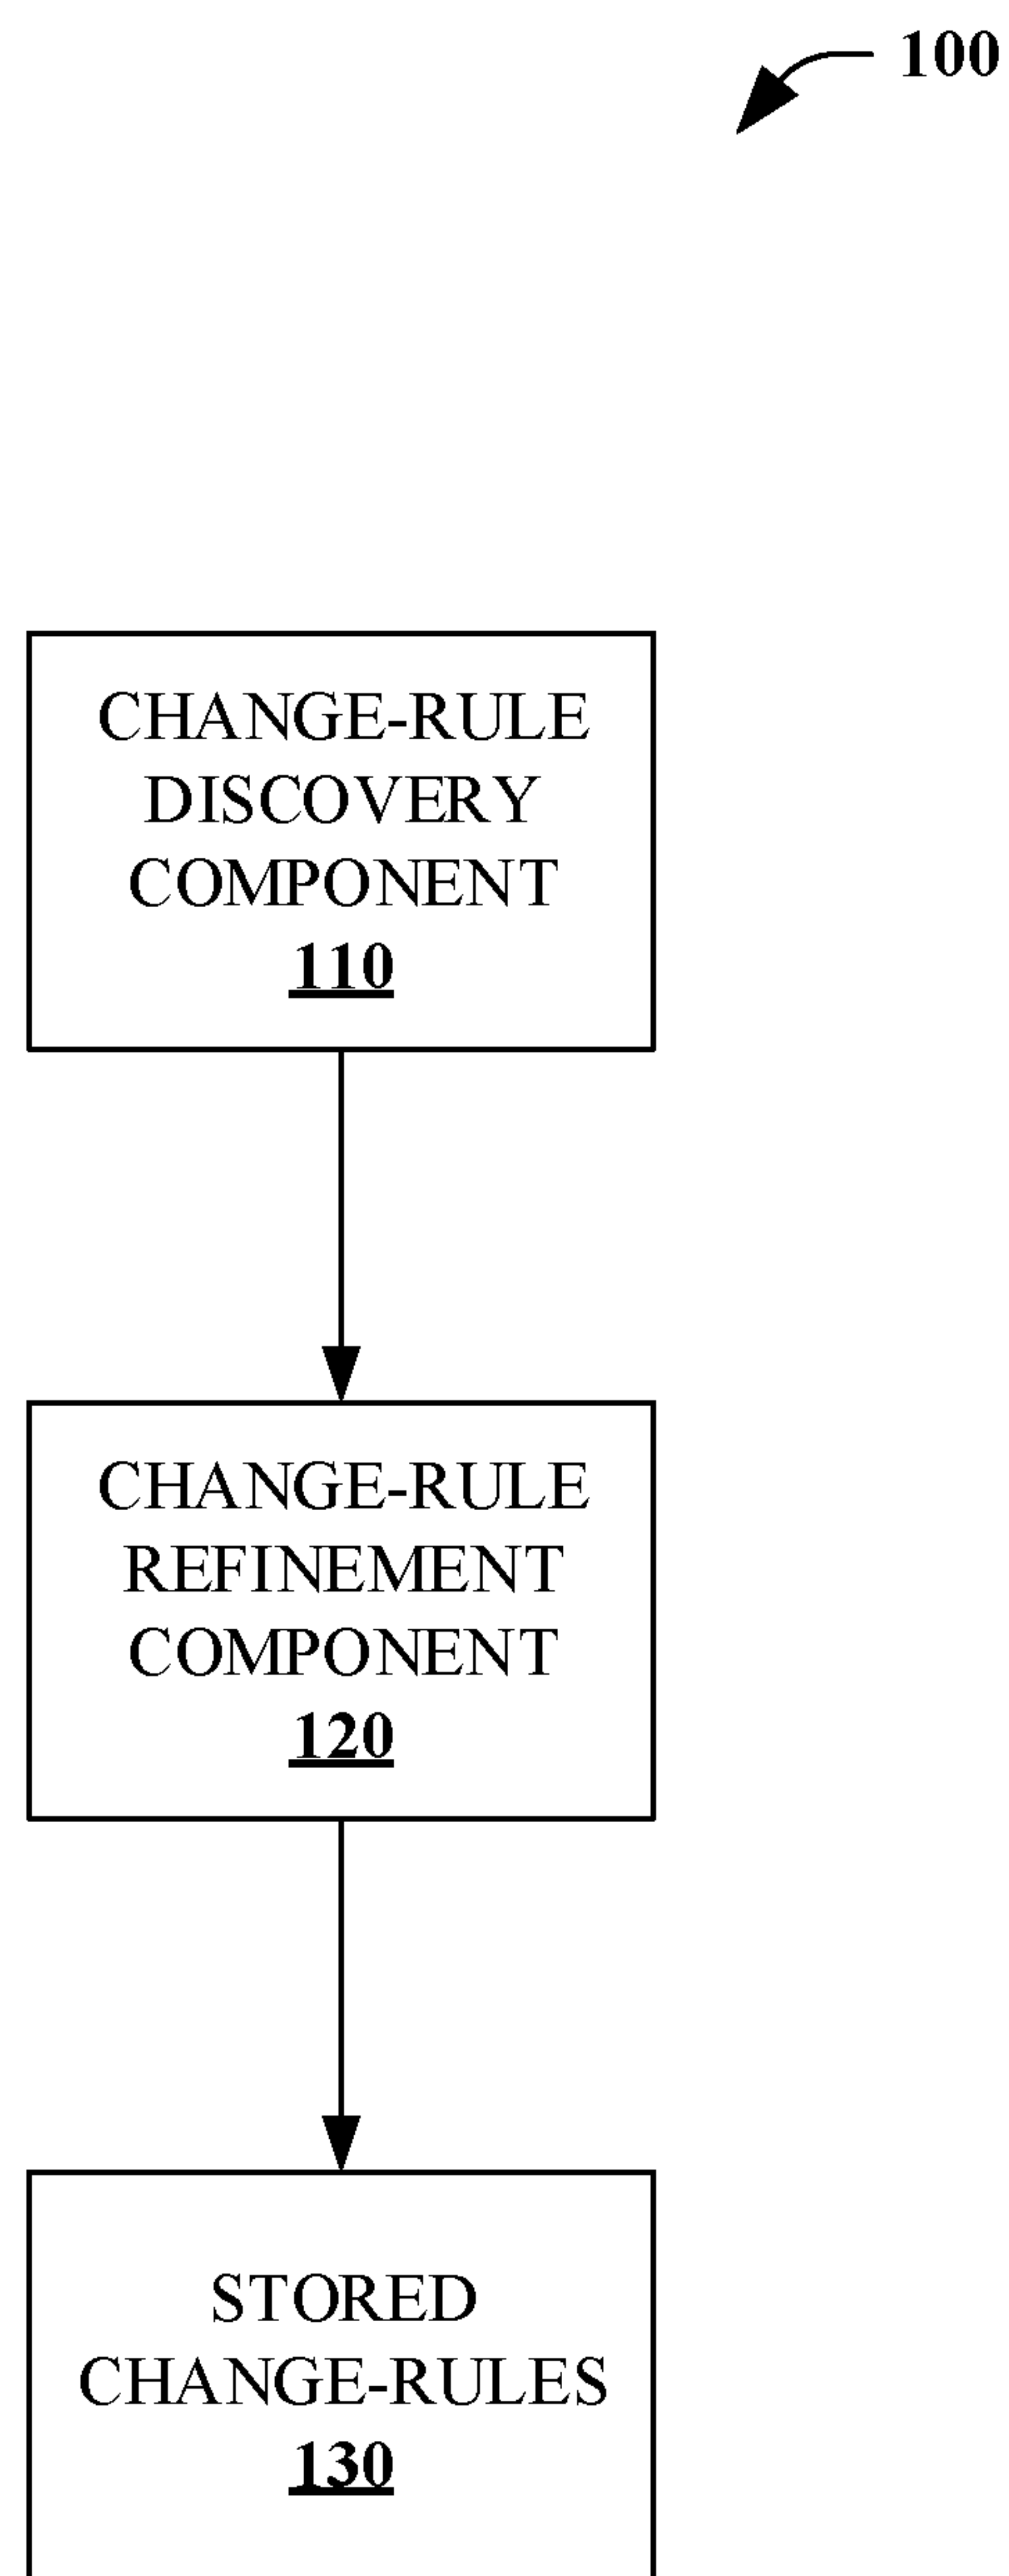 100
CHANGE-RULE
DISCOVERY
COMPONENT
110
CHANGE-RULE
REFINEMENT
COMPONENT
120
STORED
CHANGE-RULES
130